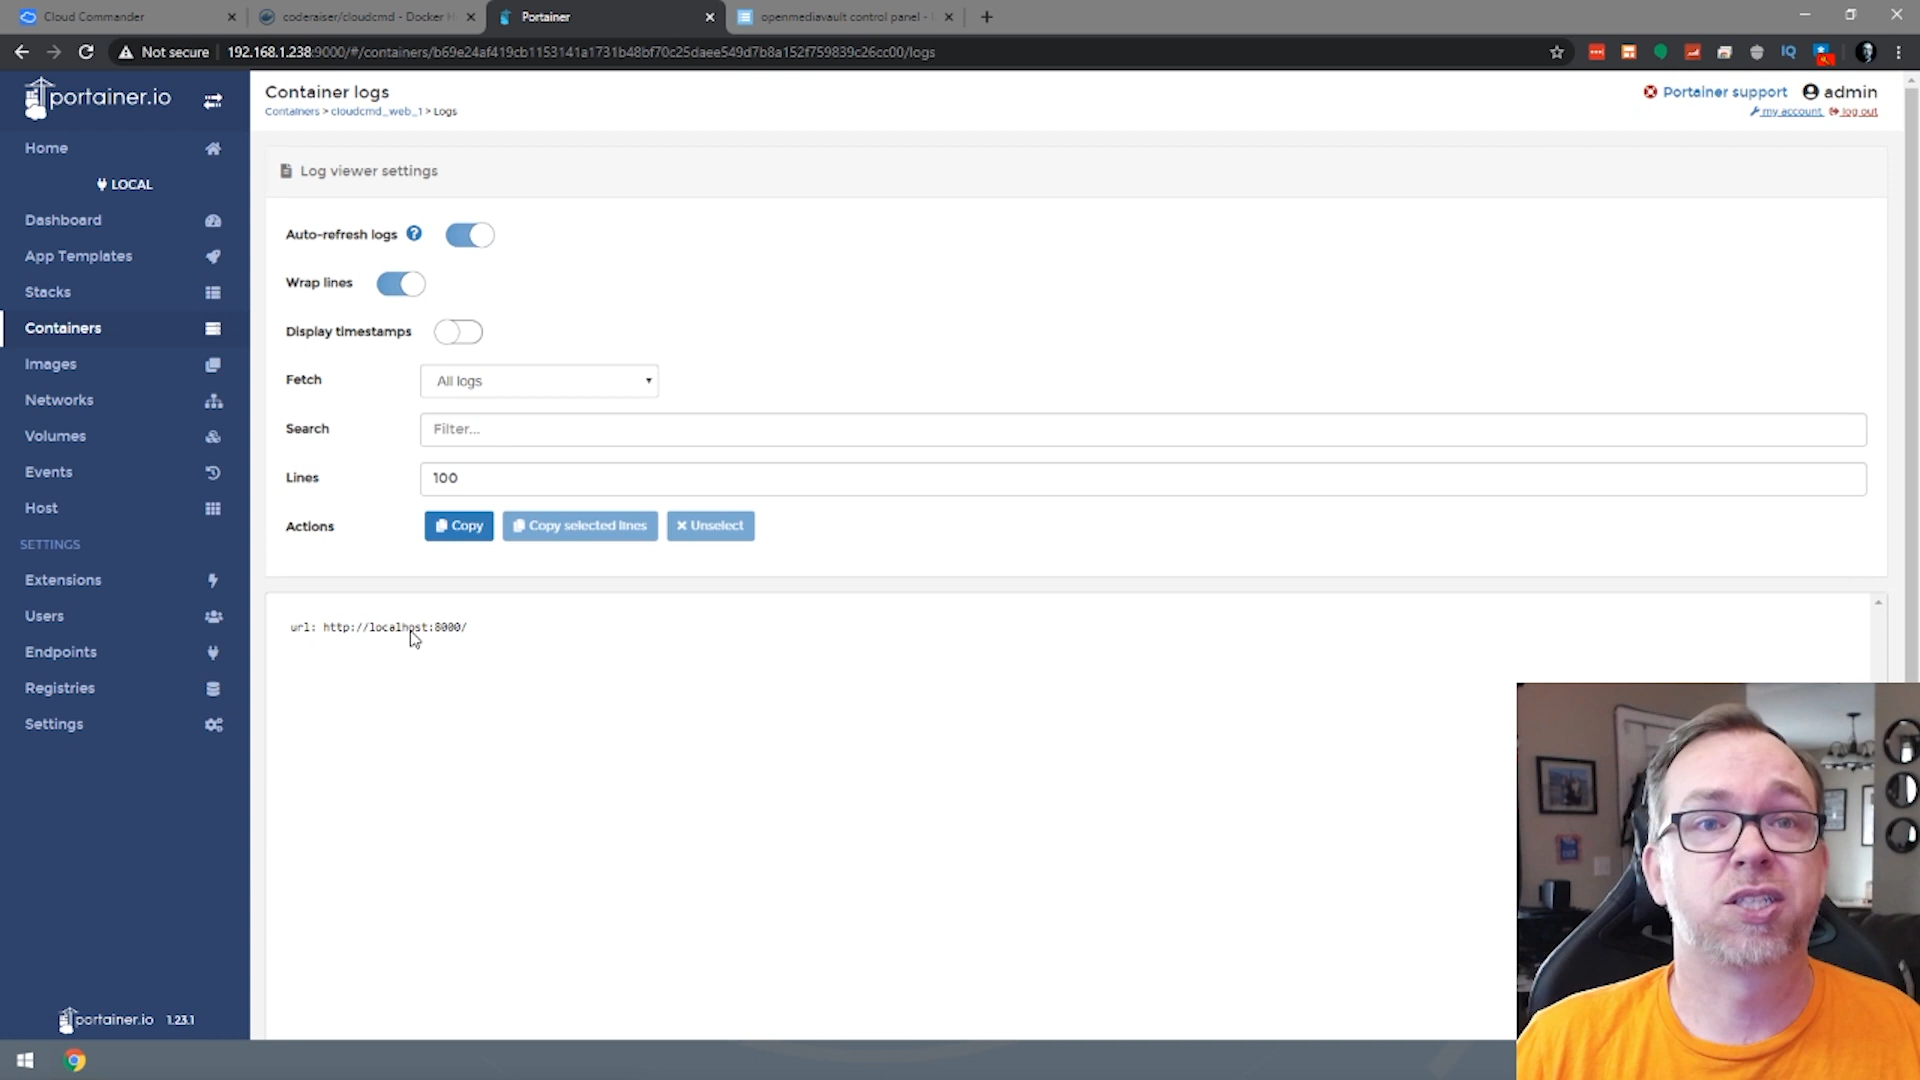 Cloud Commander
coderaiser/cloudcmd - Docker H
Portainer
openmediavault control panel -
Not secure
192.168.1.238:9000/#/containers/b69e24af419cb1153141a1731b48bf70c25daee549d7b8a152f759839c26cc00/logs
portainer.io
Home
LOCAL
Dashboard
App Templates
Stacks
Containers
Images
Networks
Volumes
Events
Host
SETTINGS
Extensions
Users
Endpoints
Registries
Settings
portainer.io 1.23.1
Container logs
Containers > cloudcmd_web_1 > Logs
Portainer support admin
my account log out
Log viewer settings
Auto-refresh logs ?
Wrap lines
Display timestamps
Fetch All logs
Search Filter...
Lines 100
Actions Copy Copy selected lines Unselect
url: http://localhost:8000/
IQ